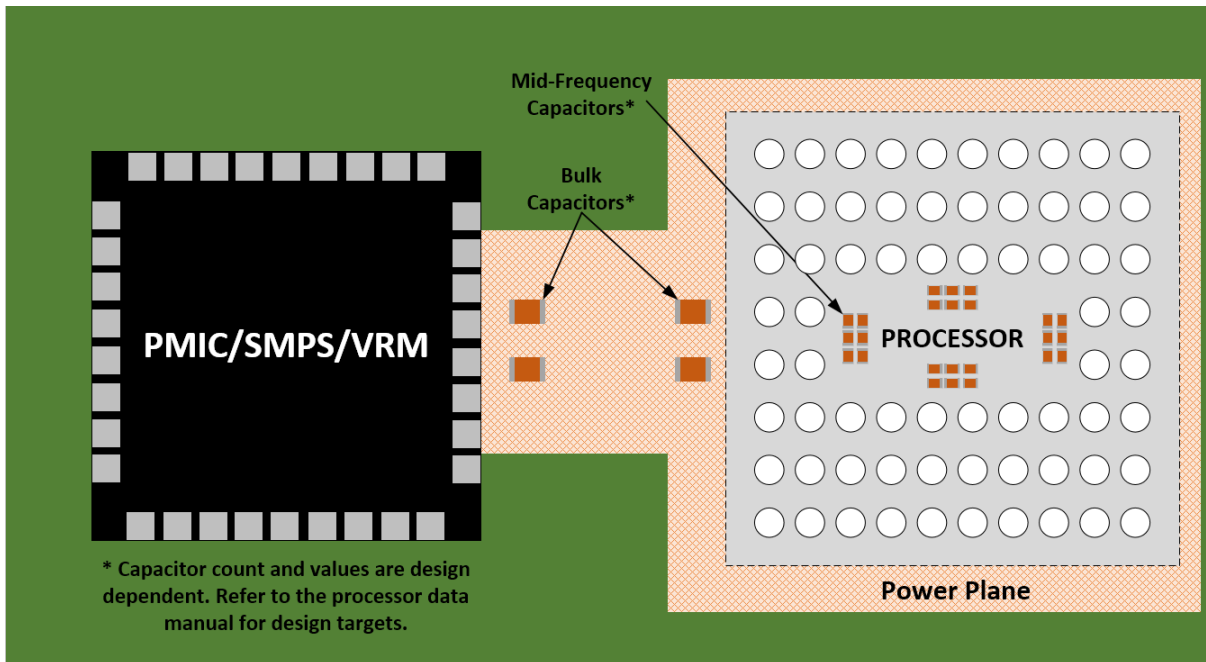 Mid-Frequency
Capacitors*
Bulk
Capacitors*
PMIC/SMPS/VRM
PROCESSOR
* Capacitor count and values are design
dependent. Refer to the processor data
manual for design targets.
Power Plane